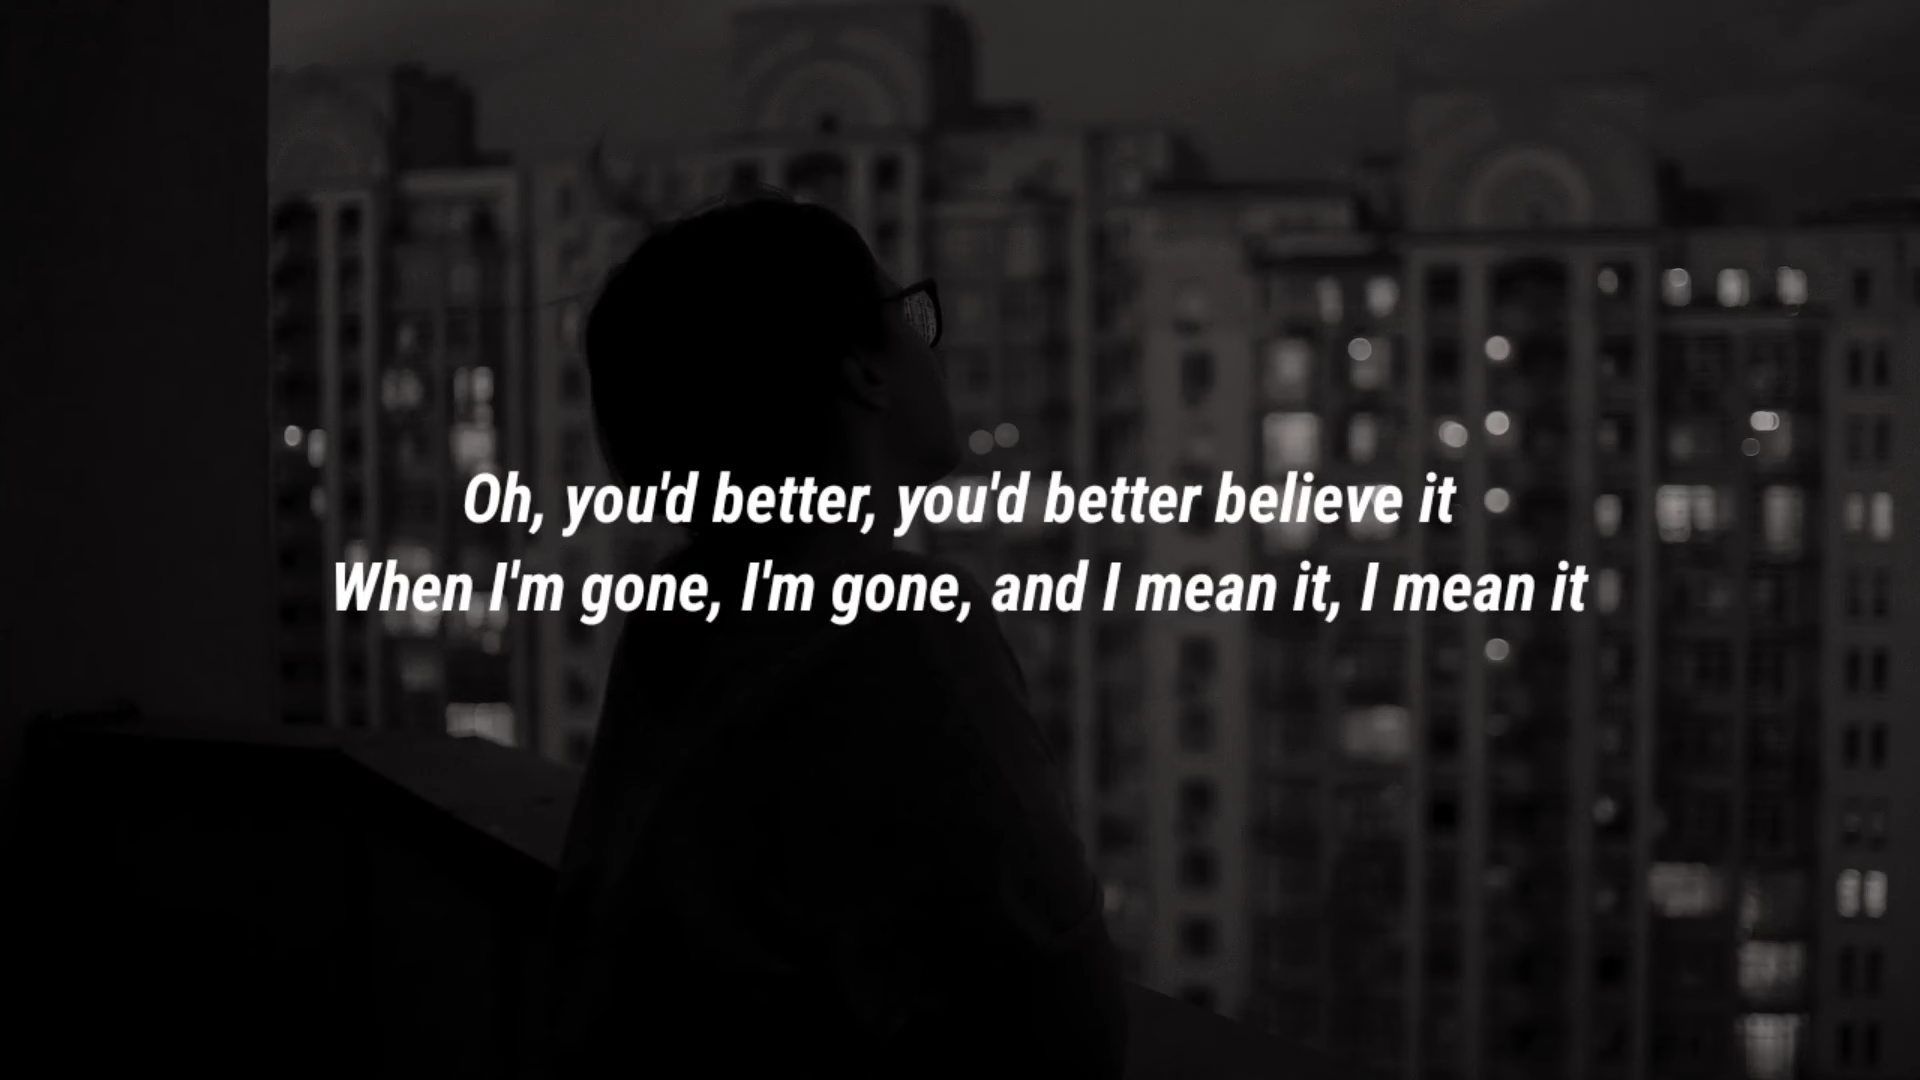 Oh, you'd better, you'd better believe it
When I'm gone, I'm gone, and I mean it, I mean it